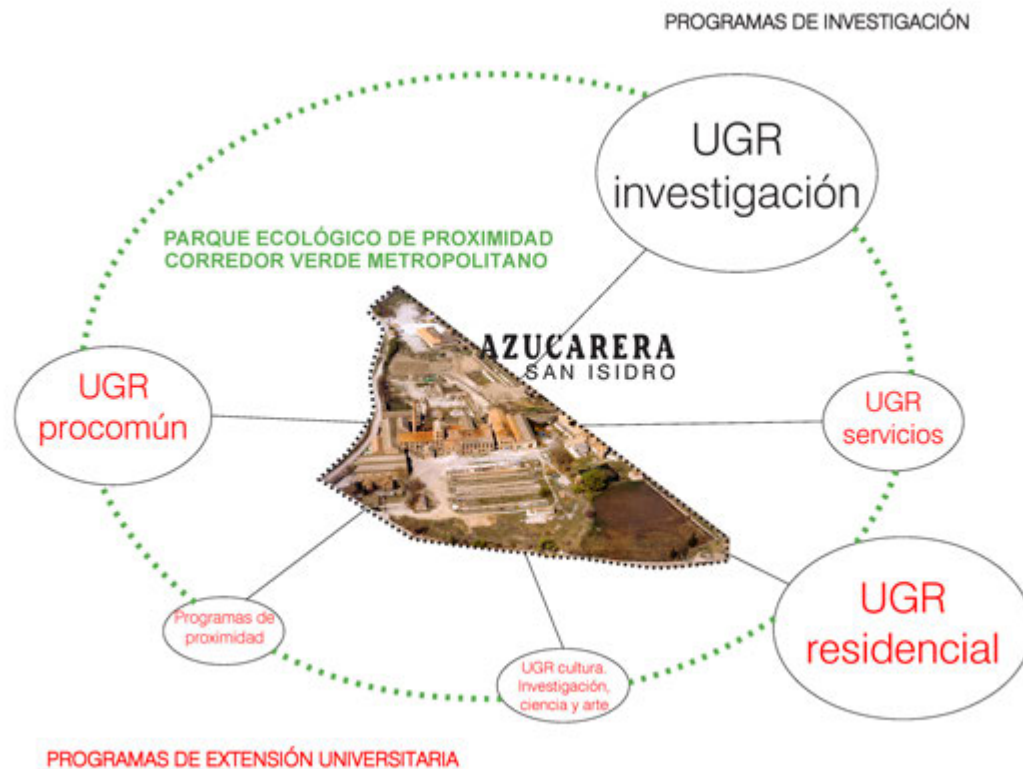 PROGRAMAS DE INVESTIGACIÓN
UGR
investigación
PARQUE ECOLÓGICO DE PROXIMIDAD
CORREDOR VERDE METROPOLITANO
AZUCARERA
SAN ISIDRO
UGR
procomún
UGR
servicios
UGR
residencial
Programas de
proximidad
UGR cultura.
Investigación,
ciencia y arte
PROGRAMAS DE EXTENSIÓN UNIVERSITARIA